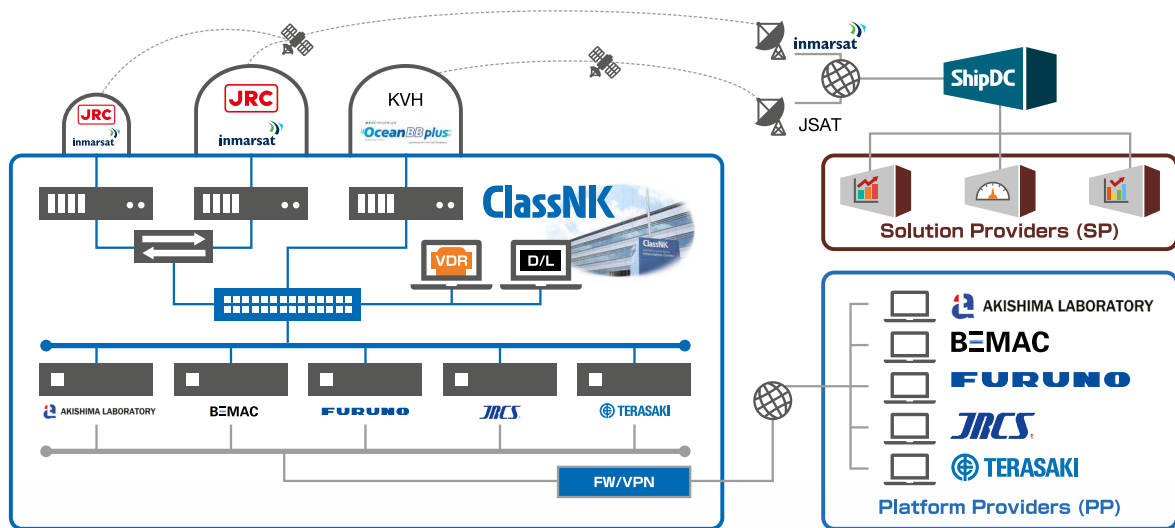 inmarsat
ShipDC
JSAT
JRC
inmarsat
JRC
inmarsat
KVH
OceanBBplus
ClassNK
ClassNK
VDR
D/L
Solution Providers (SP)
AKISHIMA LABORATORY
BEMAC
FURUNO
JRCS
TERASAKI
FW/VPN
AKISHIMA LABORATORY
BEMAC
FURUNO
JRCS
TERASAKI
Platform Providers (PP)